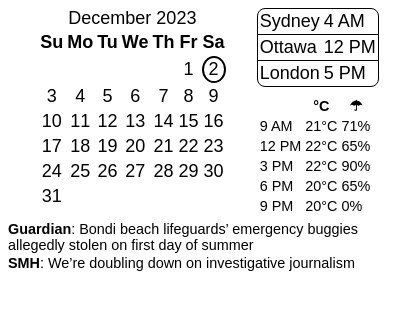 December 2023
Su Mo Tu We Th Fr Sa
1 2
3 4 5 6 7 8 9
10 11 12 13 14 15 16
17 18 19 20 21 22 23
24 25 26 27 28 29 30
31
Sydney 4 AM
Ottawa 12 PM
London 5 PM
°C ☂
9 AM 21°C 71%
12 PM 22°C 65%
3 PM 22°C 90%
6 PM 20°C 65%
9 PM 20°C 0%
Guardian: Bondi beach lifeguards’ emergency buggies
allegedly stolen on first day of summer
SMH: We’re doubling down on investigative journalism